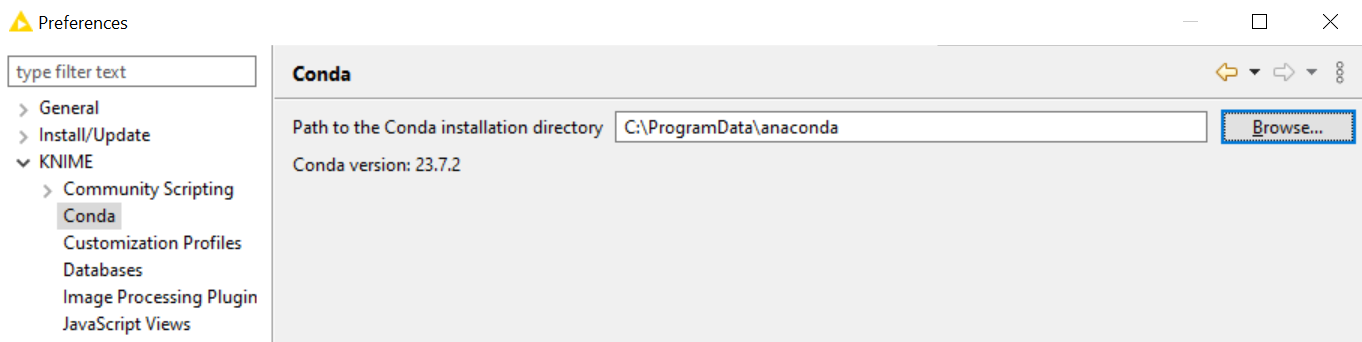 Preferences
type filter text
General
Install/Update
KNIME
Community Scripting
Conda
Customization Profiles
Databases
Image Processing Plugin
JavaScript Views
Conda
Path to the Conda installation directory C:\ProgramData\anaconda Browse...
Conda version: 23.7.2